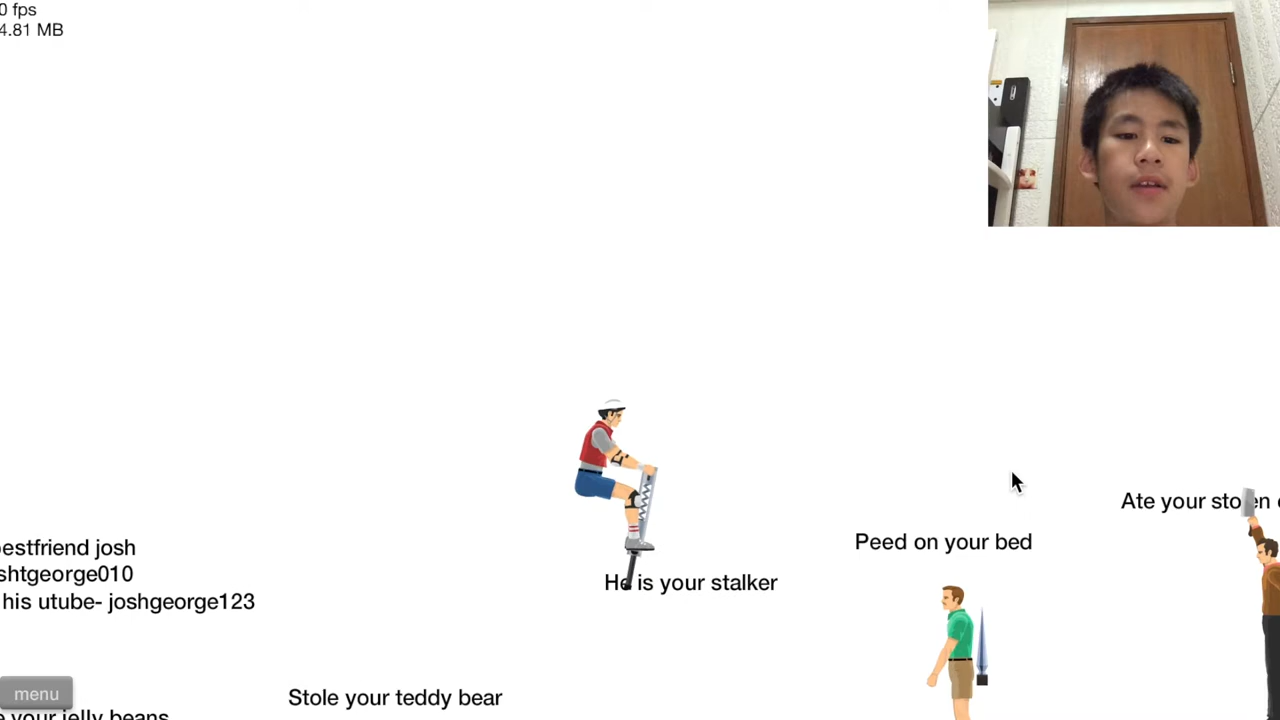 0 fps
4.81 MB
Ate your stolen
Peed on your bed
estfriend josh
shtgeorge010
his utube- joshgeorge123
He is your stalker
menu
Stole your teddy bear
your jelly beans